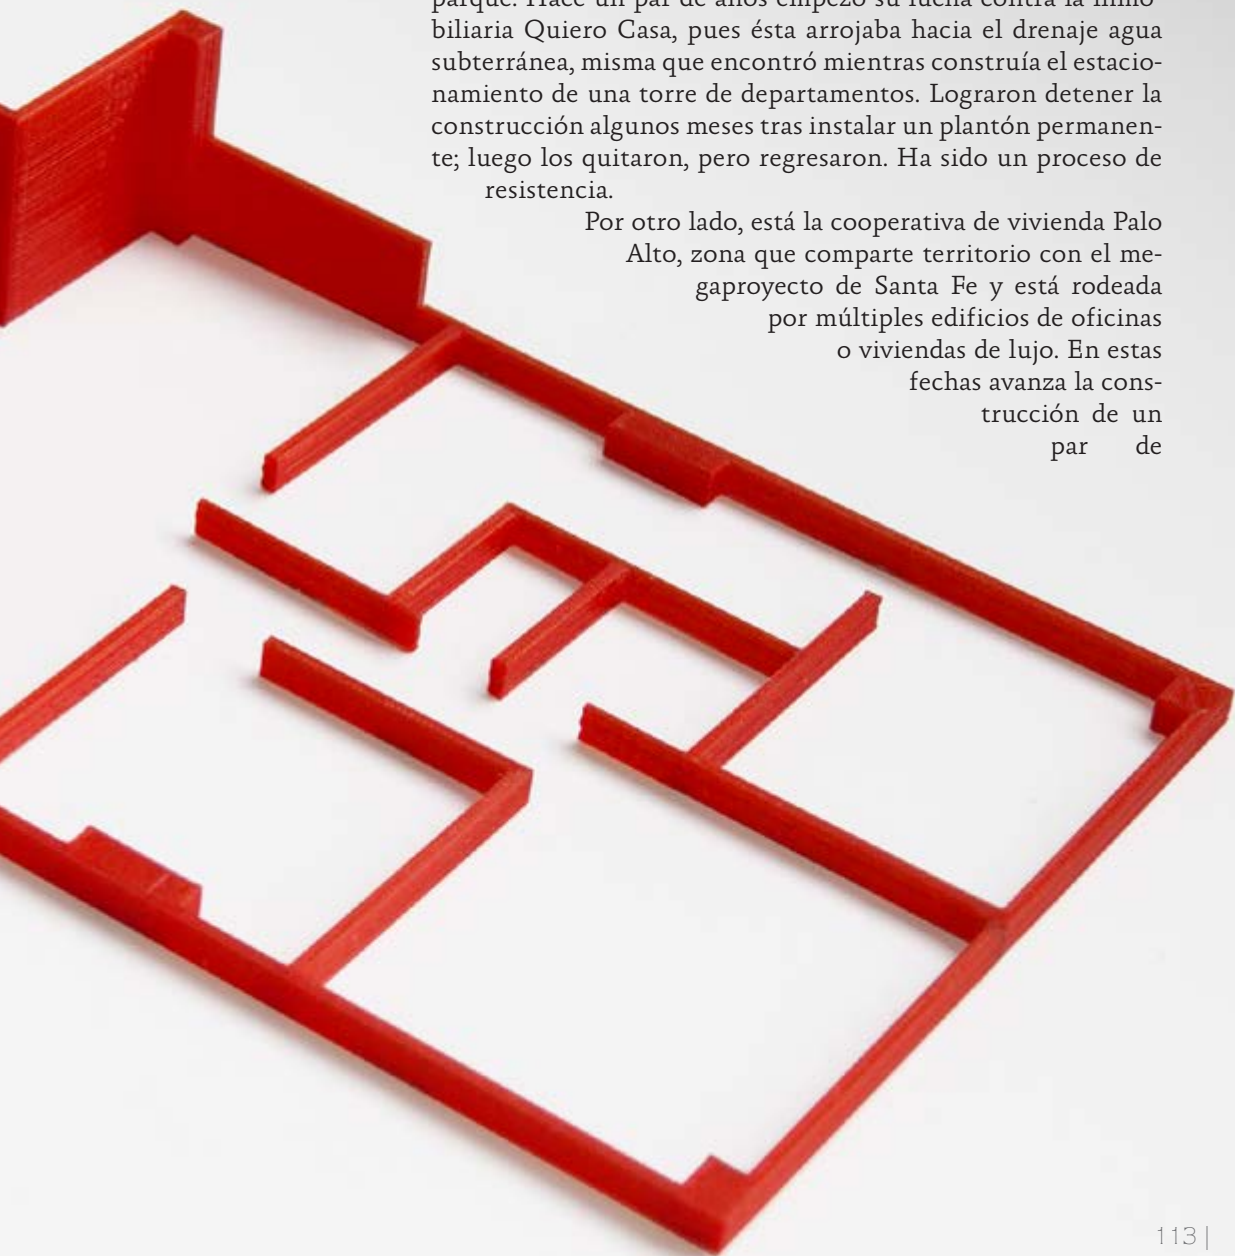 parque. Hace un par de años empezó su lucha contra la Inmo-
biliaria Quiero Casa, pues ésta arrojaba hacia el drenaje agua
subterránea, misma que encontró mientras construía el estacio-
namiento de una torre de departamentos. Lograron detener la
construcción algunos meses tras instalar un plantón permanen-
te; luego los quitaron, pero regresaron. Ha sido un proceso de
resistencia.
Por otro lado, está la cooperativa de vivienda Palo
Alto, zona que comparte territorio con el me-
gaproyecto de Santa Fe y está rodeada
por múltiples edificios de oficinas
o viviendas de lujo. En estas
fechas avanza la cons-
trucción de un
par de
113 |